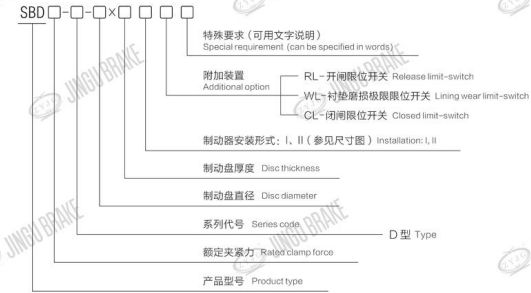 SBD□-□-□×□□□□
特殊要求(可用文字说明)
Special requirement (can be specified in words)
附加装置
Additional option
RL-开闸限位开关 Release limit-switch
WL-衬垫磨损极限限位开关 Lining wear limit-switch
CL-闭闸限位开关 Closed limit-switch
制动器安装形式:I、II(参见尺寸图) Installation: I, II
制动盘厚度 Disc thickness
制动盘直径 Disc diameter
系列代号 Series code
D型 Type
额定夹紧力 Rated clamp force
产品型号 Product type
JINGU BRAKE
JINGU BRAKE
JINGU BRAKE